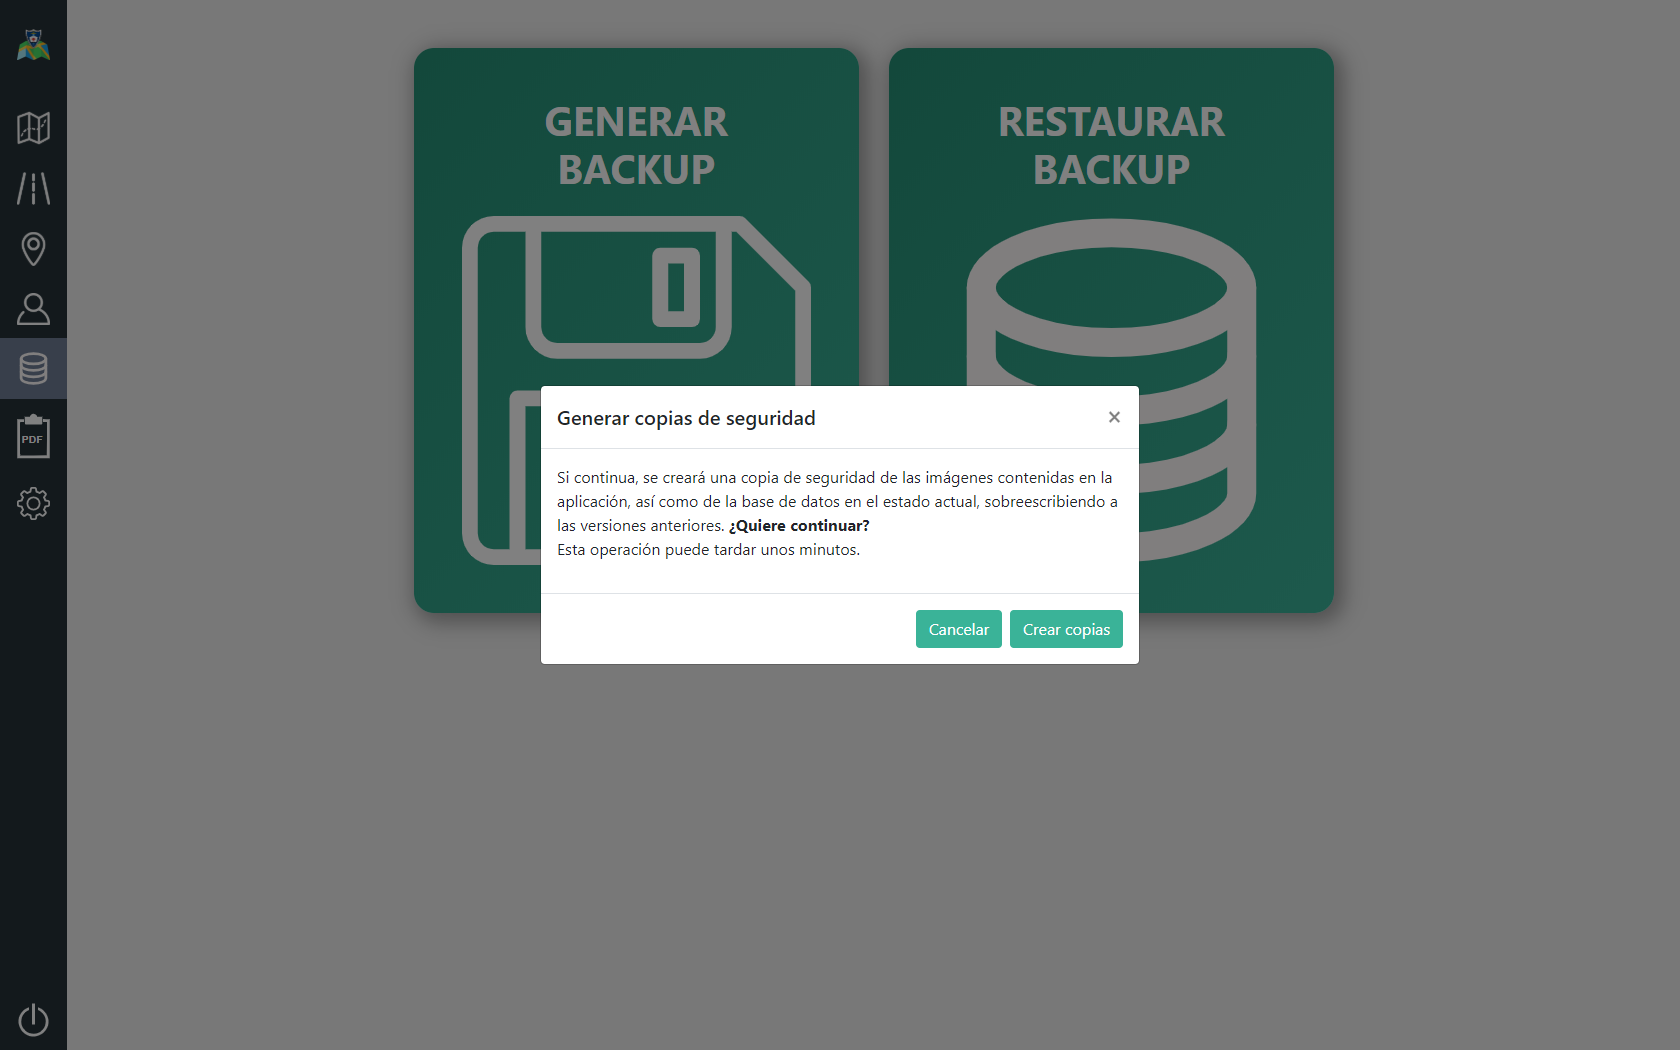 GENERAR
BACKUP
RESTAURAR
BACKUP
PDF
Generar copias de seguridad
×
Si continua, se creará una copia de seguridad de las imágenes contenidas en la
aplicación, así como de la base de datos en el estado actual, sobreescribiendo a
las versiones anteriores. ¿Quiere continuar?
Esta operación puede tardar unos minutos.
Cancelar
Crear copias